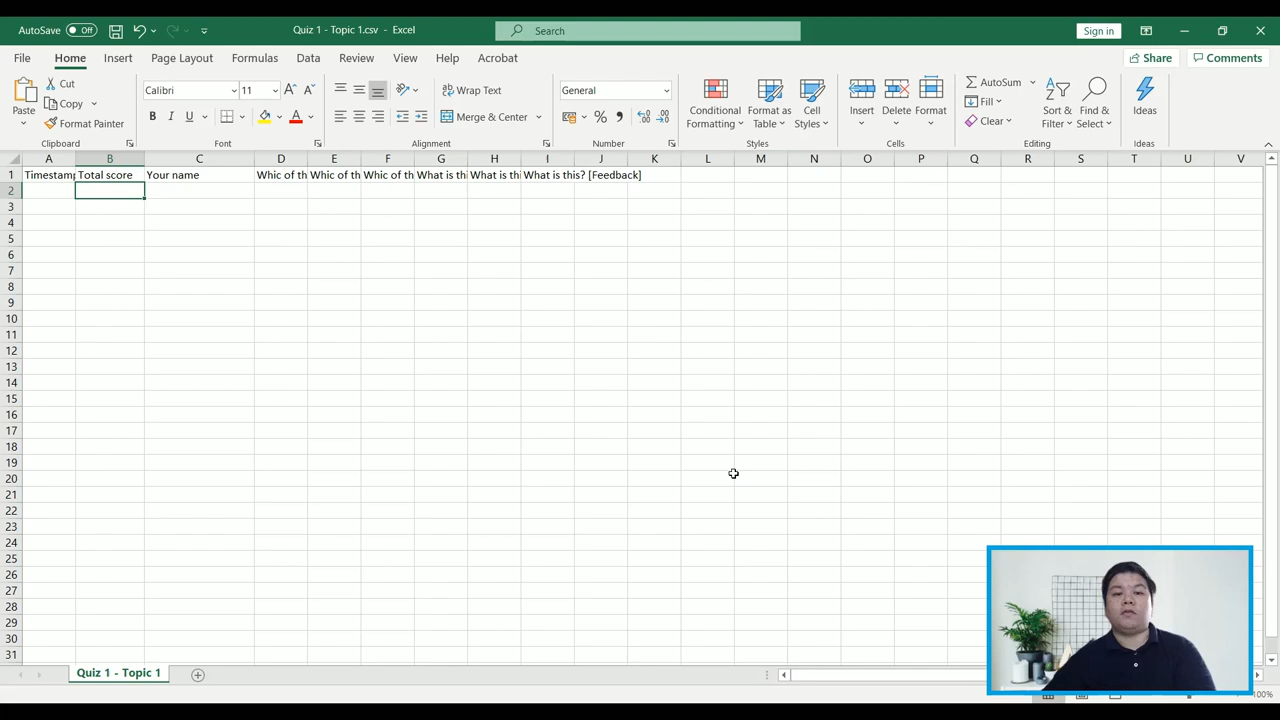 AutoSave Off Quiz 1 - Topic 1.csv - Excel Search Sign in
File Home Insert Page Layout Formulas Data Review View Help Acrobat Share Comments
Paste Cut Copy Format Painter
Clipboard
Calibri 11 A A
B I U A
Font
Wrap Text
Merge & Center
Alignment
General
%
Number
Conditional Formatting Format as Table Cell Styles
Styles
Insert Delete Format
Cells
AutoSum
Fill
Clear
Sort & Filter Find & Select
Editing
Ideas
Ideas
A B C D E F G H I J K L M N O P Q R S T U V
1 Timestamp Total score Your name Whic of th Whic of th Whic of th What is thi What is thi What is this? [Feedback]
2
3
4
5
6
7
8
9
10
11
12
13
14
15
16
17
18
19
20
21
22
23
24
25
26
27
28
29
30
31
Quiz 1 - Topic 1
100%